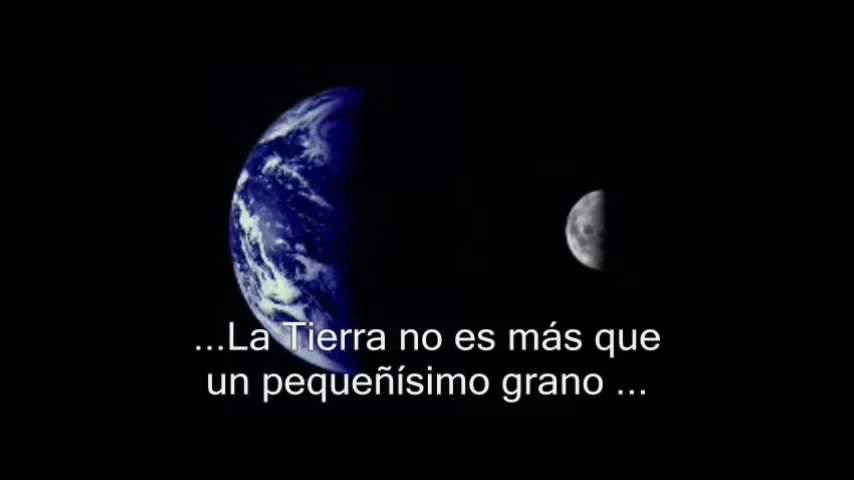 ...La Tierra no es más que
un pequeñísimo grano ...